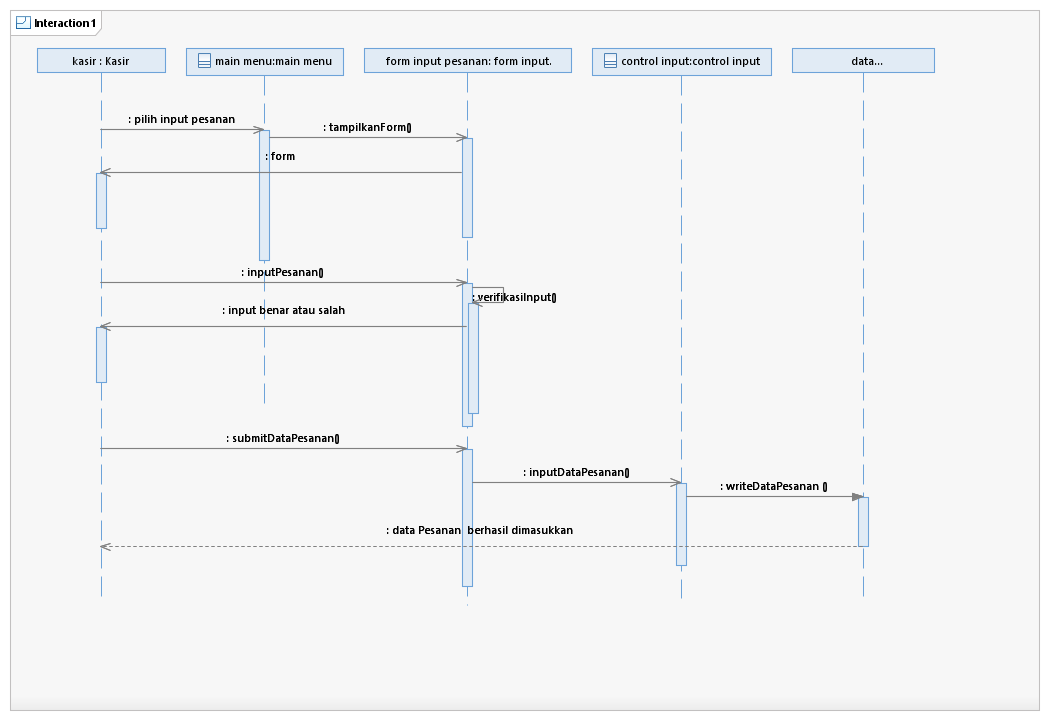 Interaction1
kasir : Kasir
main menu:main menu
form input pesanan: form input.
control input:control input
data...
: pilih input pesanan
: tampilkanForm()
: form
: inputPesanan()
: verifikasiInput()
: input benar atau salah
: submitDataPesanan()
: inputDataPesanan()
: writeDataPesanan ()
: data Pesanan berhasil dimasukkan